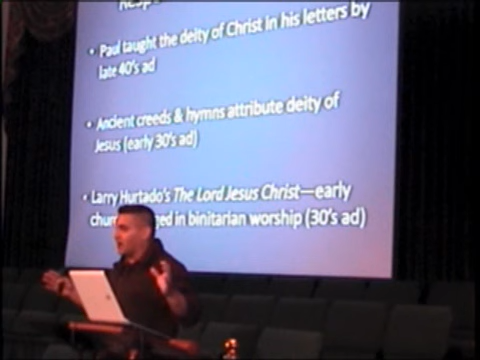 • Paul taught the deity of Christ in his letters by
late 40's ad
• Ancient creeds & hymns attribute deity of
Jesus (early 30's ad)
• Larry Hurtado's The Lord Jesus Christ—early
in binitarian worship (30's ad)